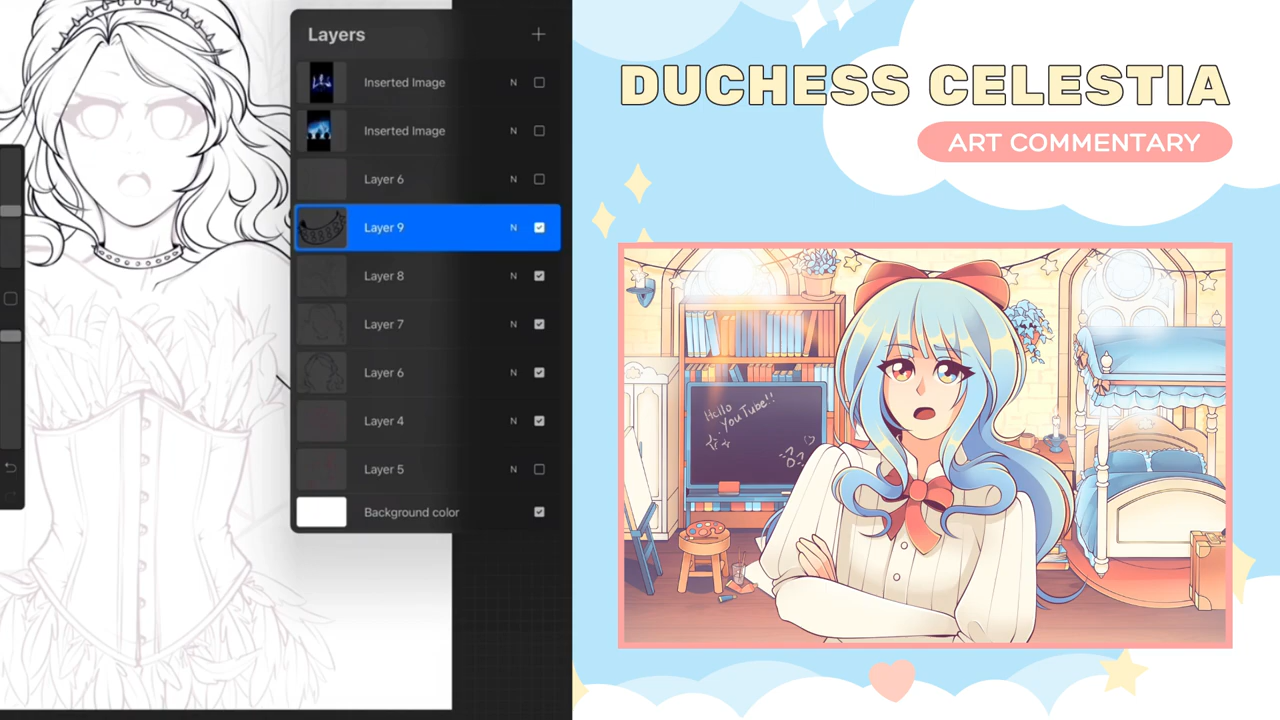 Layers
Inserted Image N
Inserted Image N
Layer 6 N
Layer 9 N
Layer 8 N
Layer 7 N
Layer 6 N
Layer 4 N
Layer 5 N
Background color
DUCHESS CELESTIA
ART COMMENTARY
Hello
YouTube!!